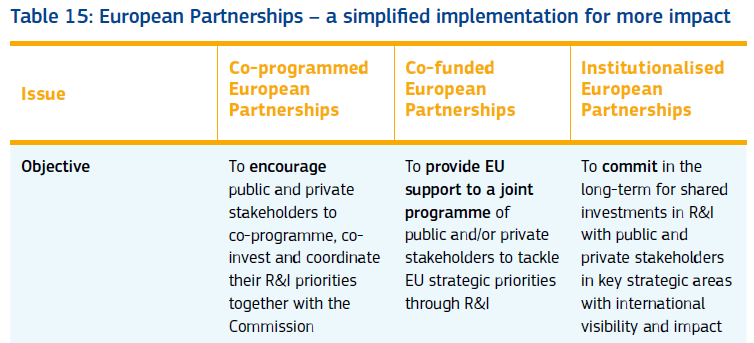 Table 15: European Partnerships – a simplified implementation for more impact
Issue
Co-programmed
European
Partnerships
Co-funded
European
Partnerships
Institutionalised
European
Partnerships
Objective
To encourage
public and private
stakeholders to
co-programme, co-
invest and coordinate
their R&I priorities
together with the
Commission
To provide EU
support to a joint
programme of
public and/or private
stakeholders to tackle
EU strategic priorities
through R&I
To commit in the
long-term for shared
investments in R&I
with public and
private stakeholders
in key strategic areas
with international
visibility and impact